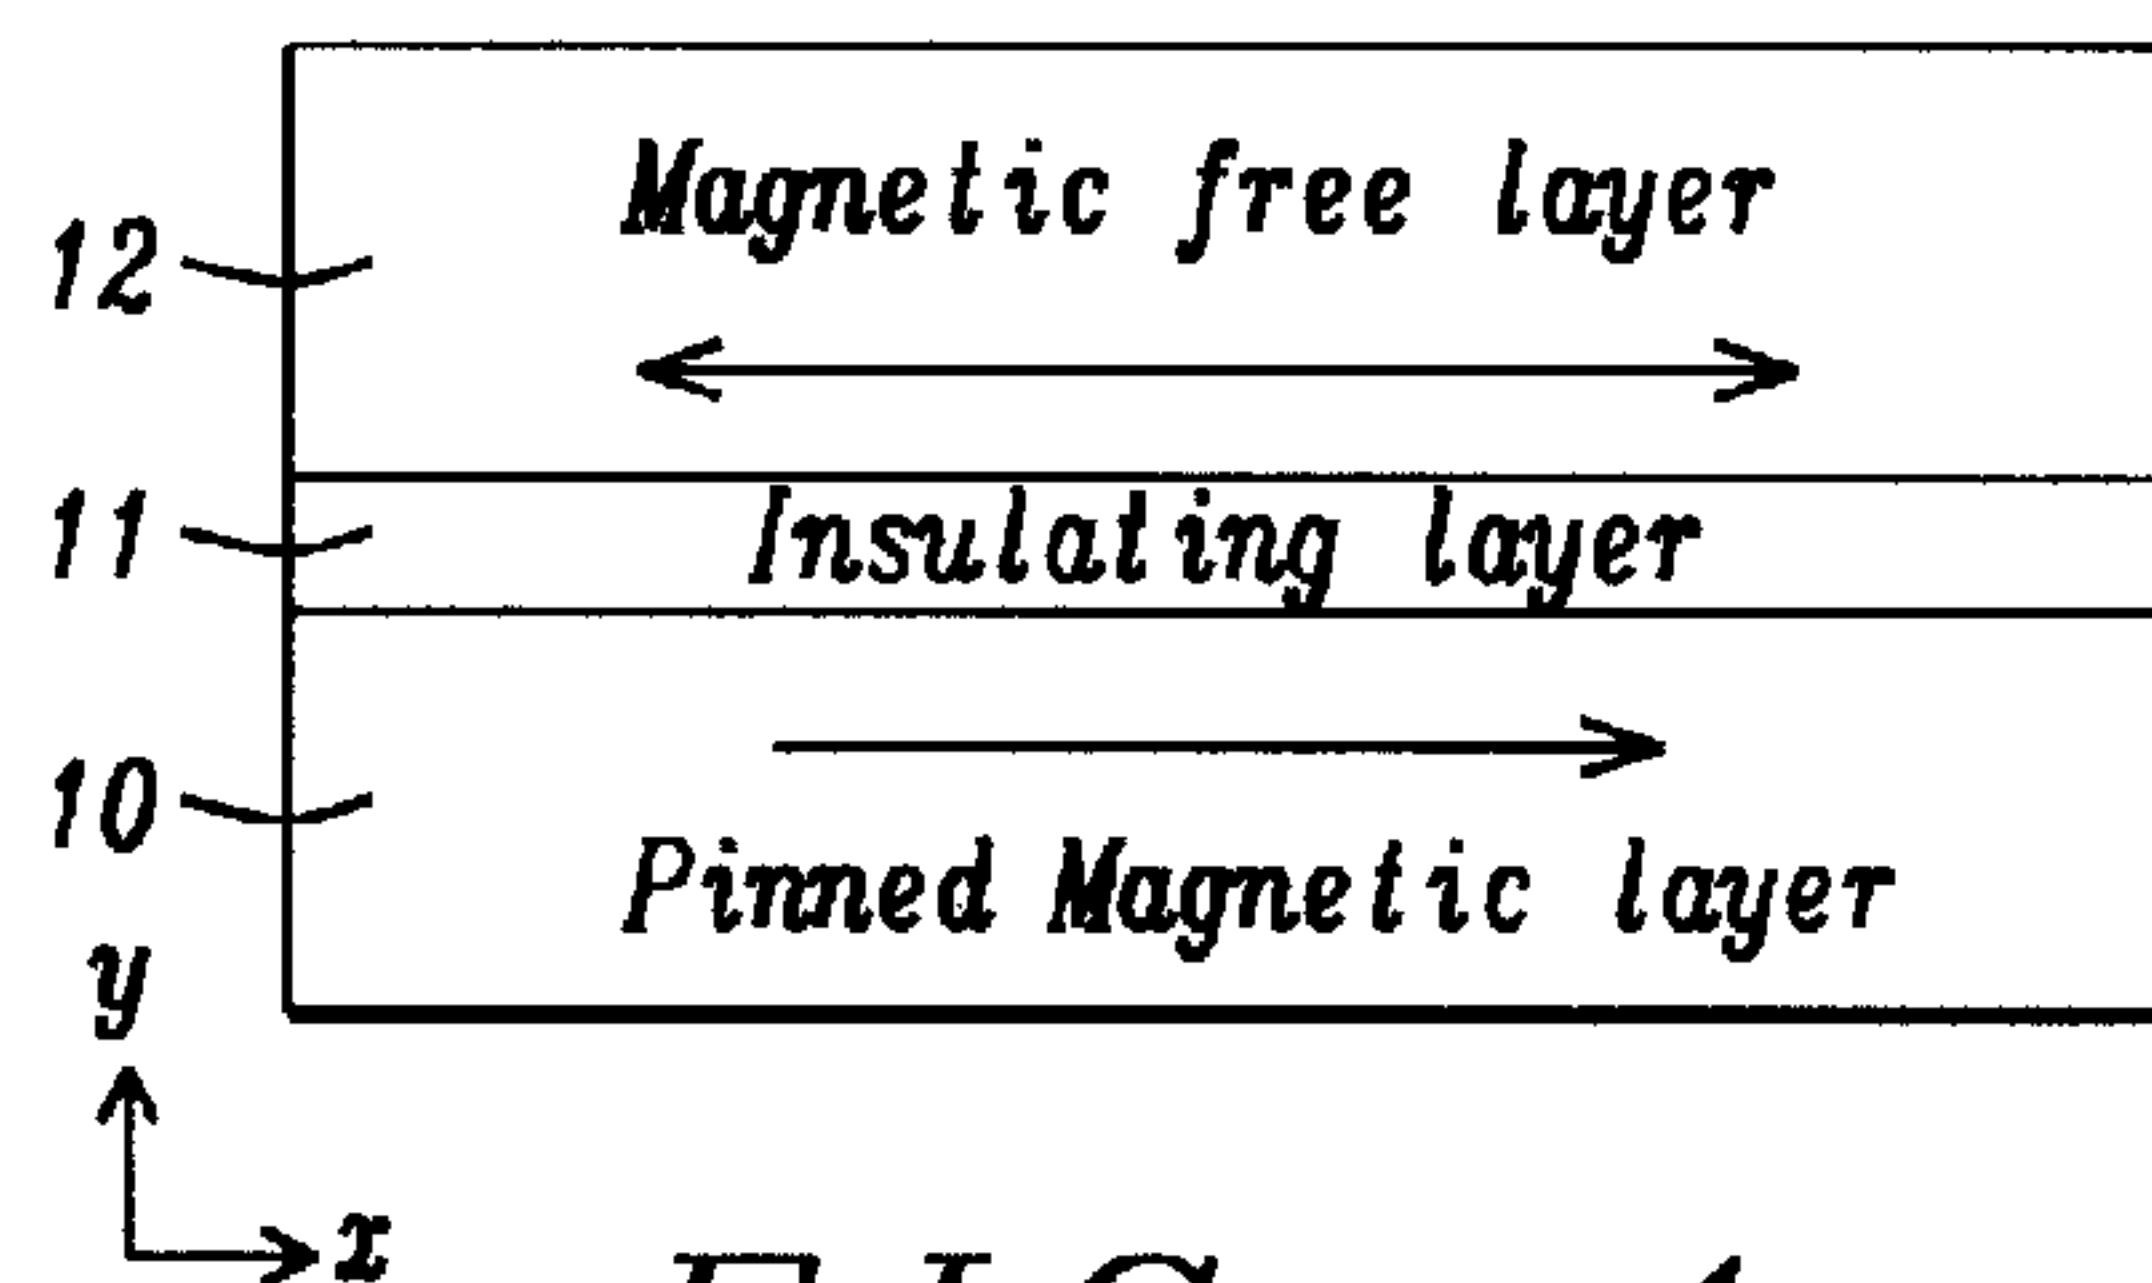 Magnetic free layer
12
11 Insulating layer
10
Pinned Magnetic layer
y
x